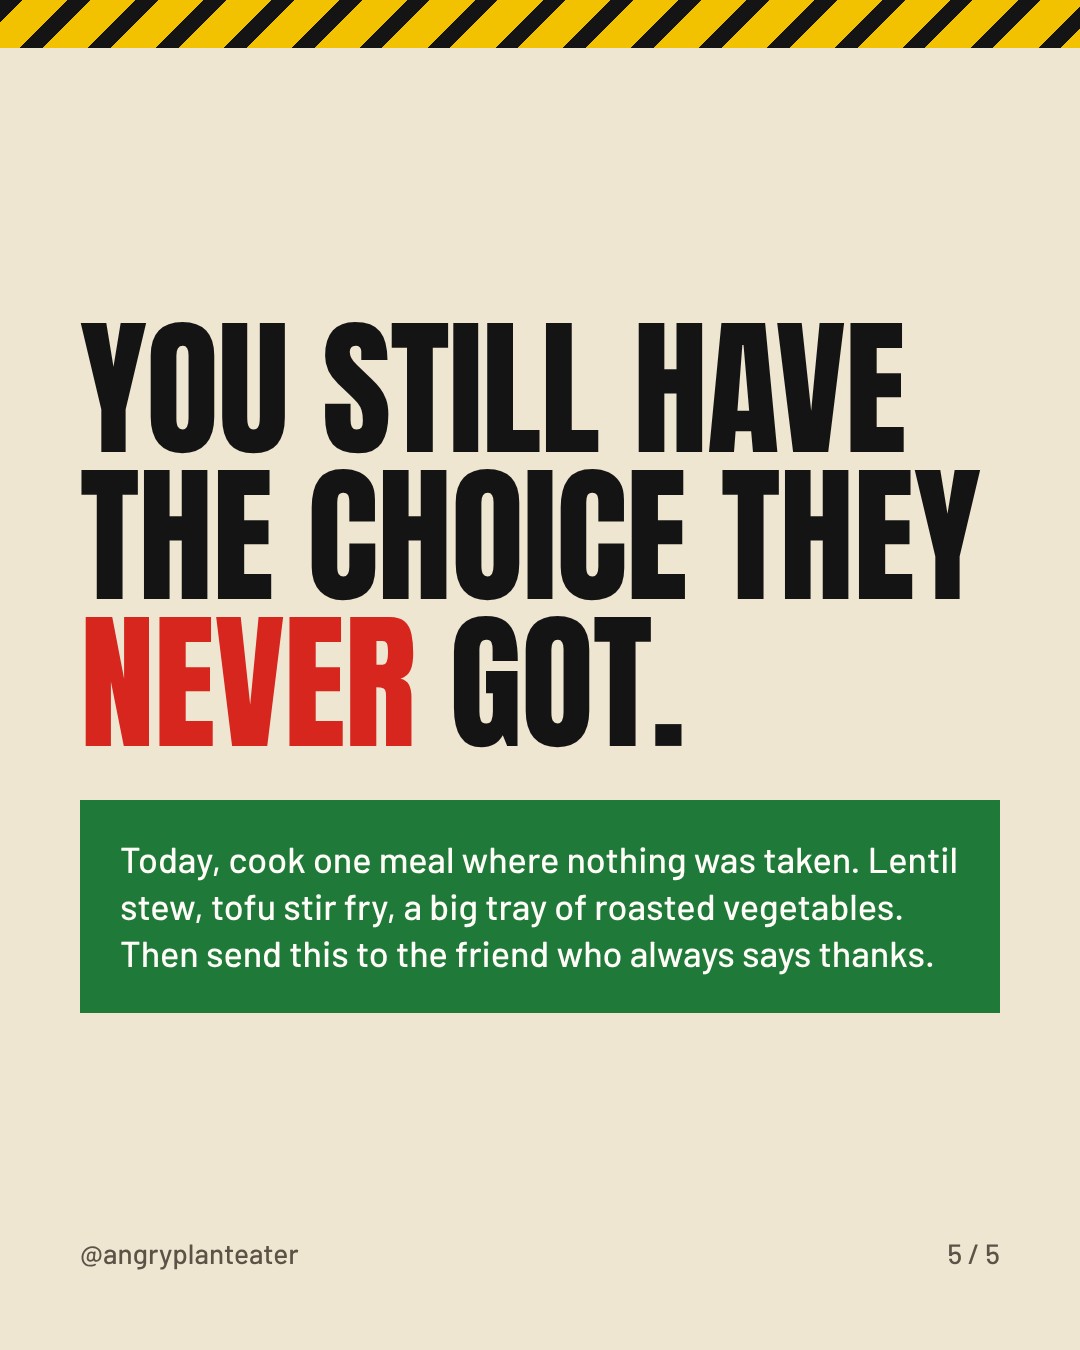 YOU STILL HAVE
THE CHOICE THEY
NEVER GOT.
Today, cook one meal where nothing was taken. Lentil
stew, tofu stir fry, a big tray of roasted vegetables.
Then send this to the friend who always says thanks.
@angryplanteater
5 / 5